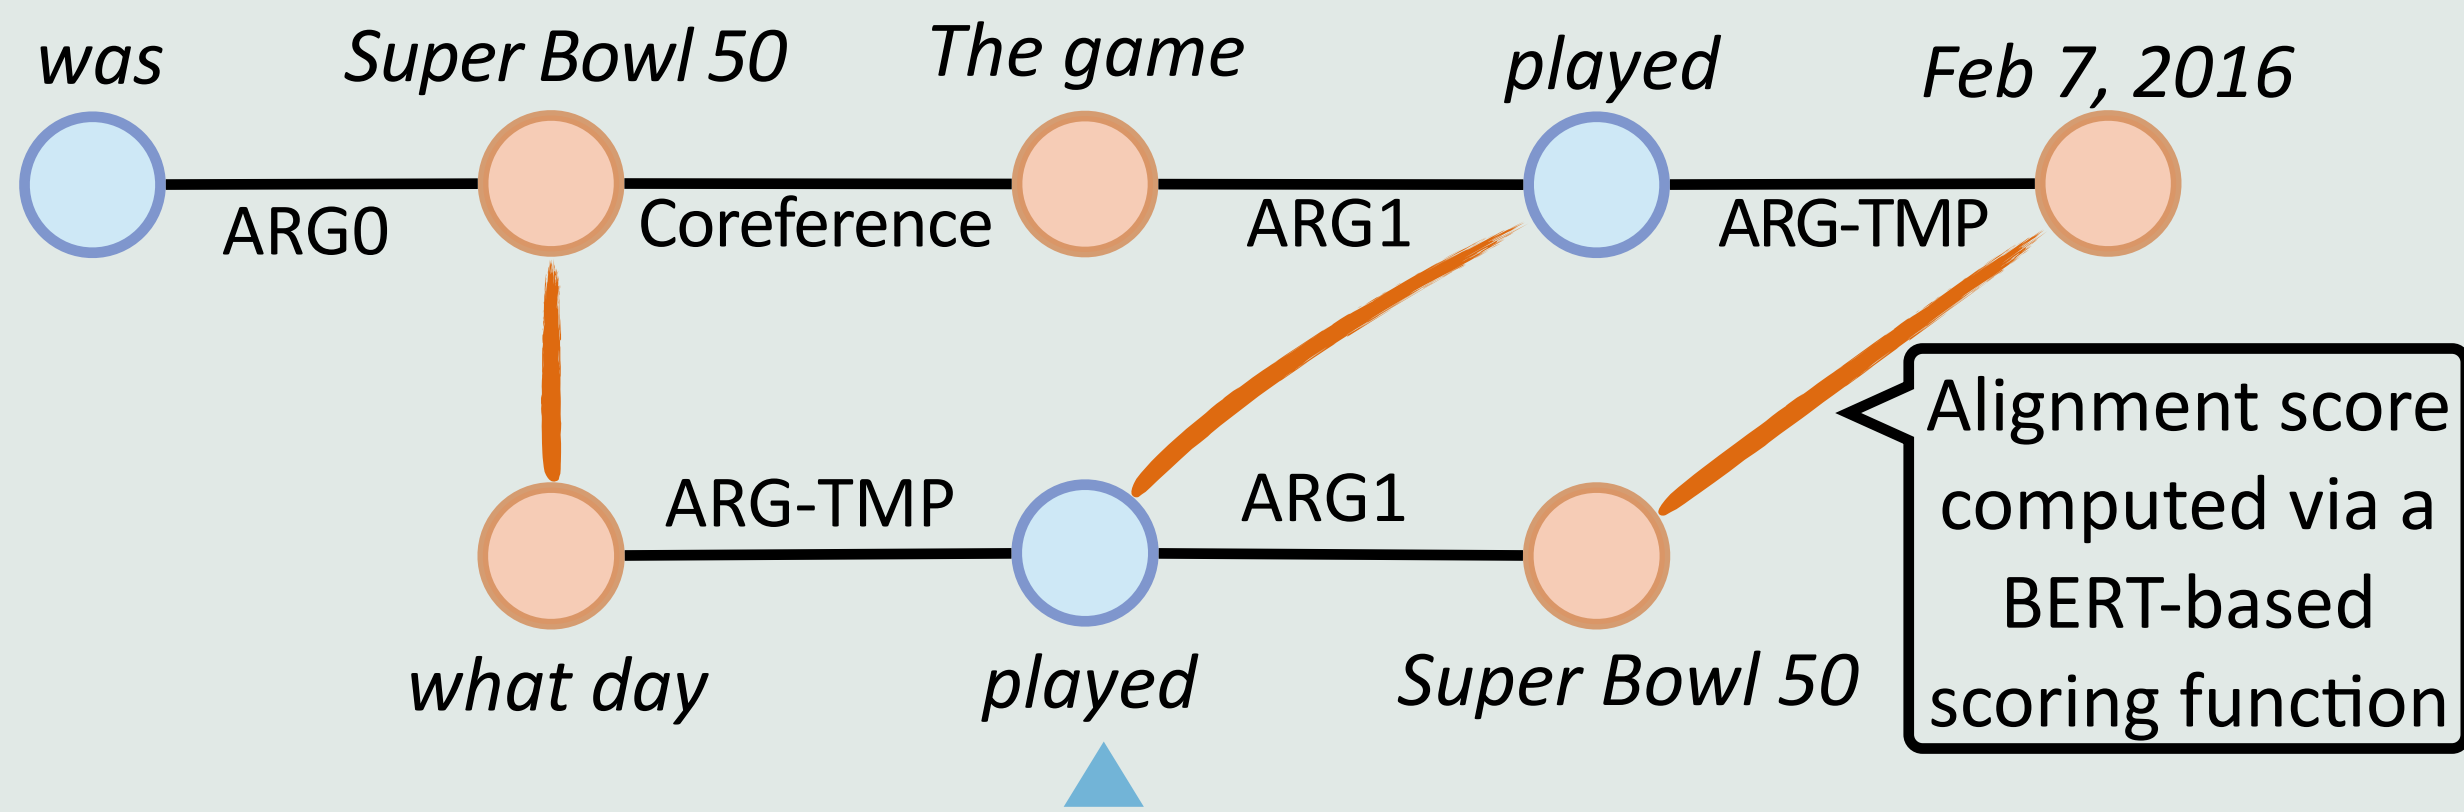 was
Super Bowl 50
The game
played
Feb 7, 2016
ARG0
Coreference
ARG1
ARG-TMP
ARG-TMP
ARG1
what day
played
Super Bowl 50
Alignment score
computed via a
BERT-based
scoring function